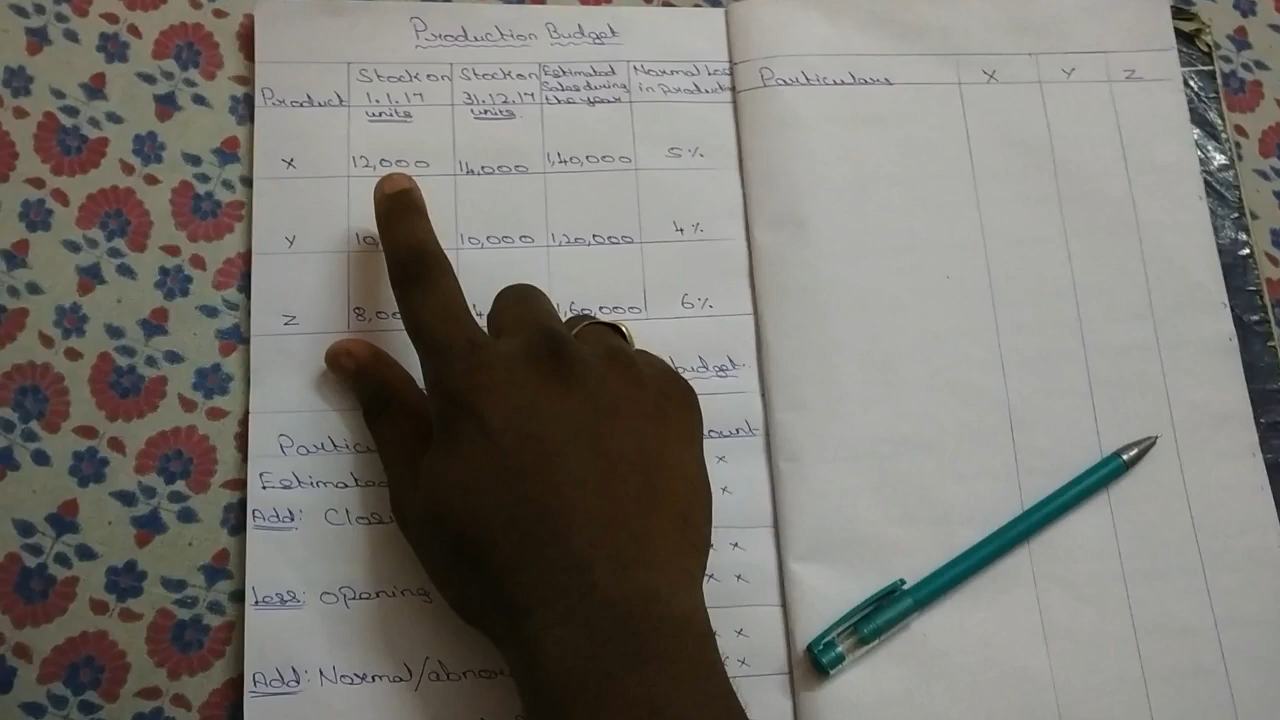 Production Budget
Product Stock on 1.1.17 units Stock on 31.12.17 units Estimated Sales during the year Normal Loss in production
X 12,000 14,000 1,40,000 5%
Y 10,000 1,20,000 4%
Z 1,60,000 6%
budget.
Estimated
Add:
Less: Opening
Add: Normal/
Particulars X Y Z